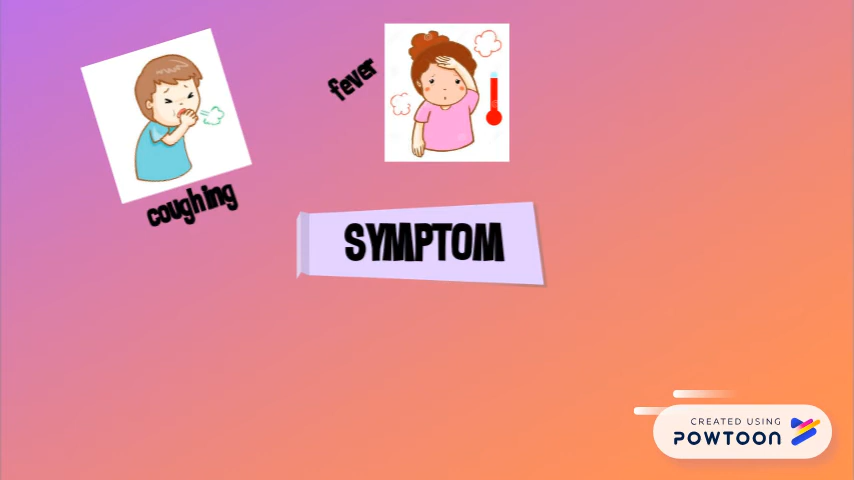 fever
coughing
SYMPTOM
CREATED USING
POWTOON